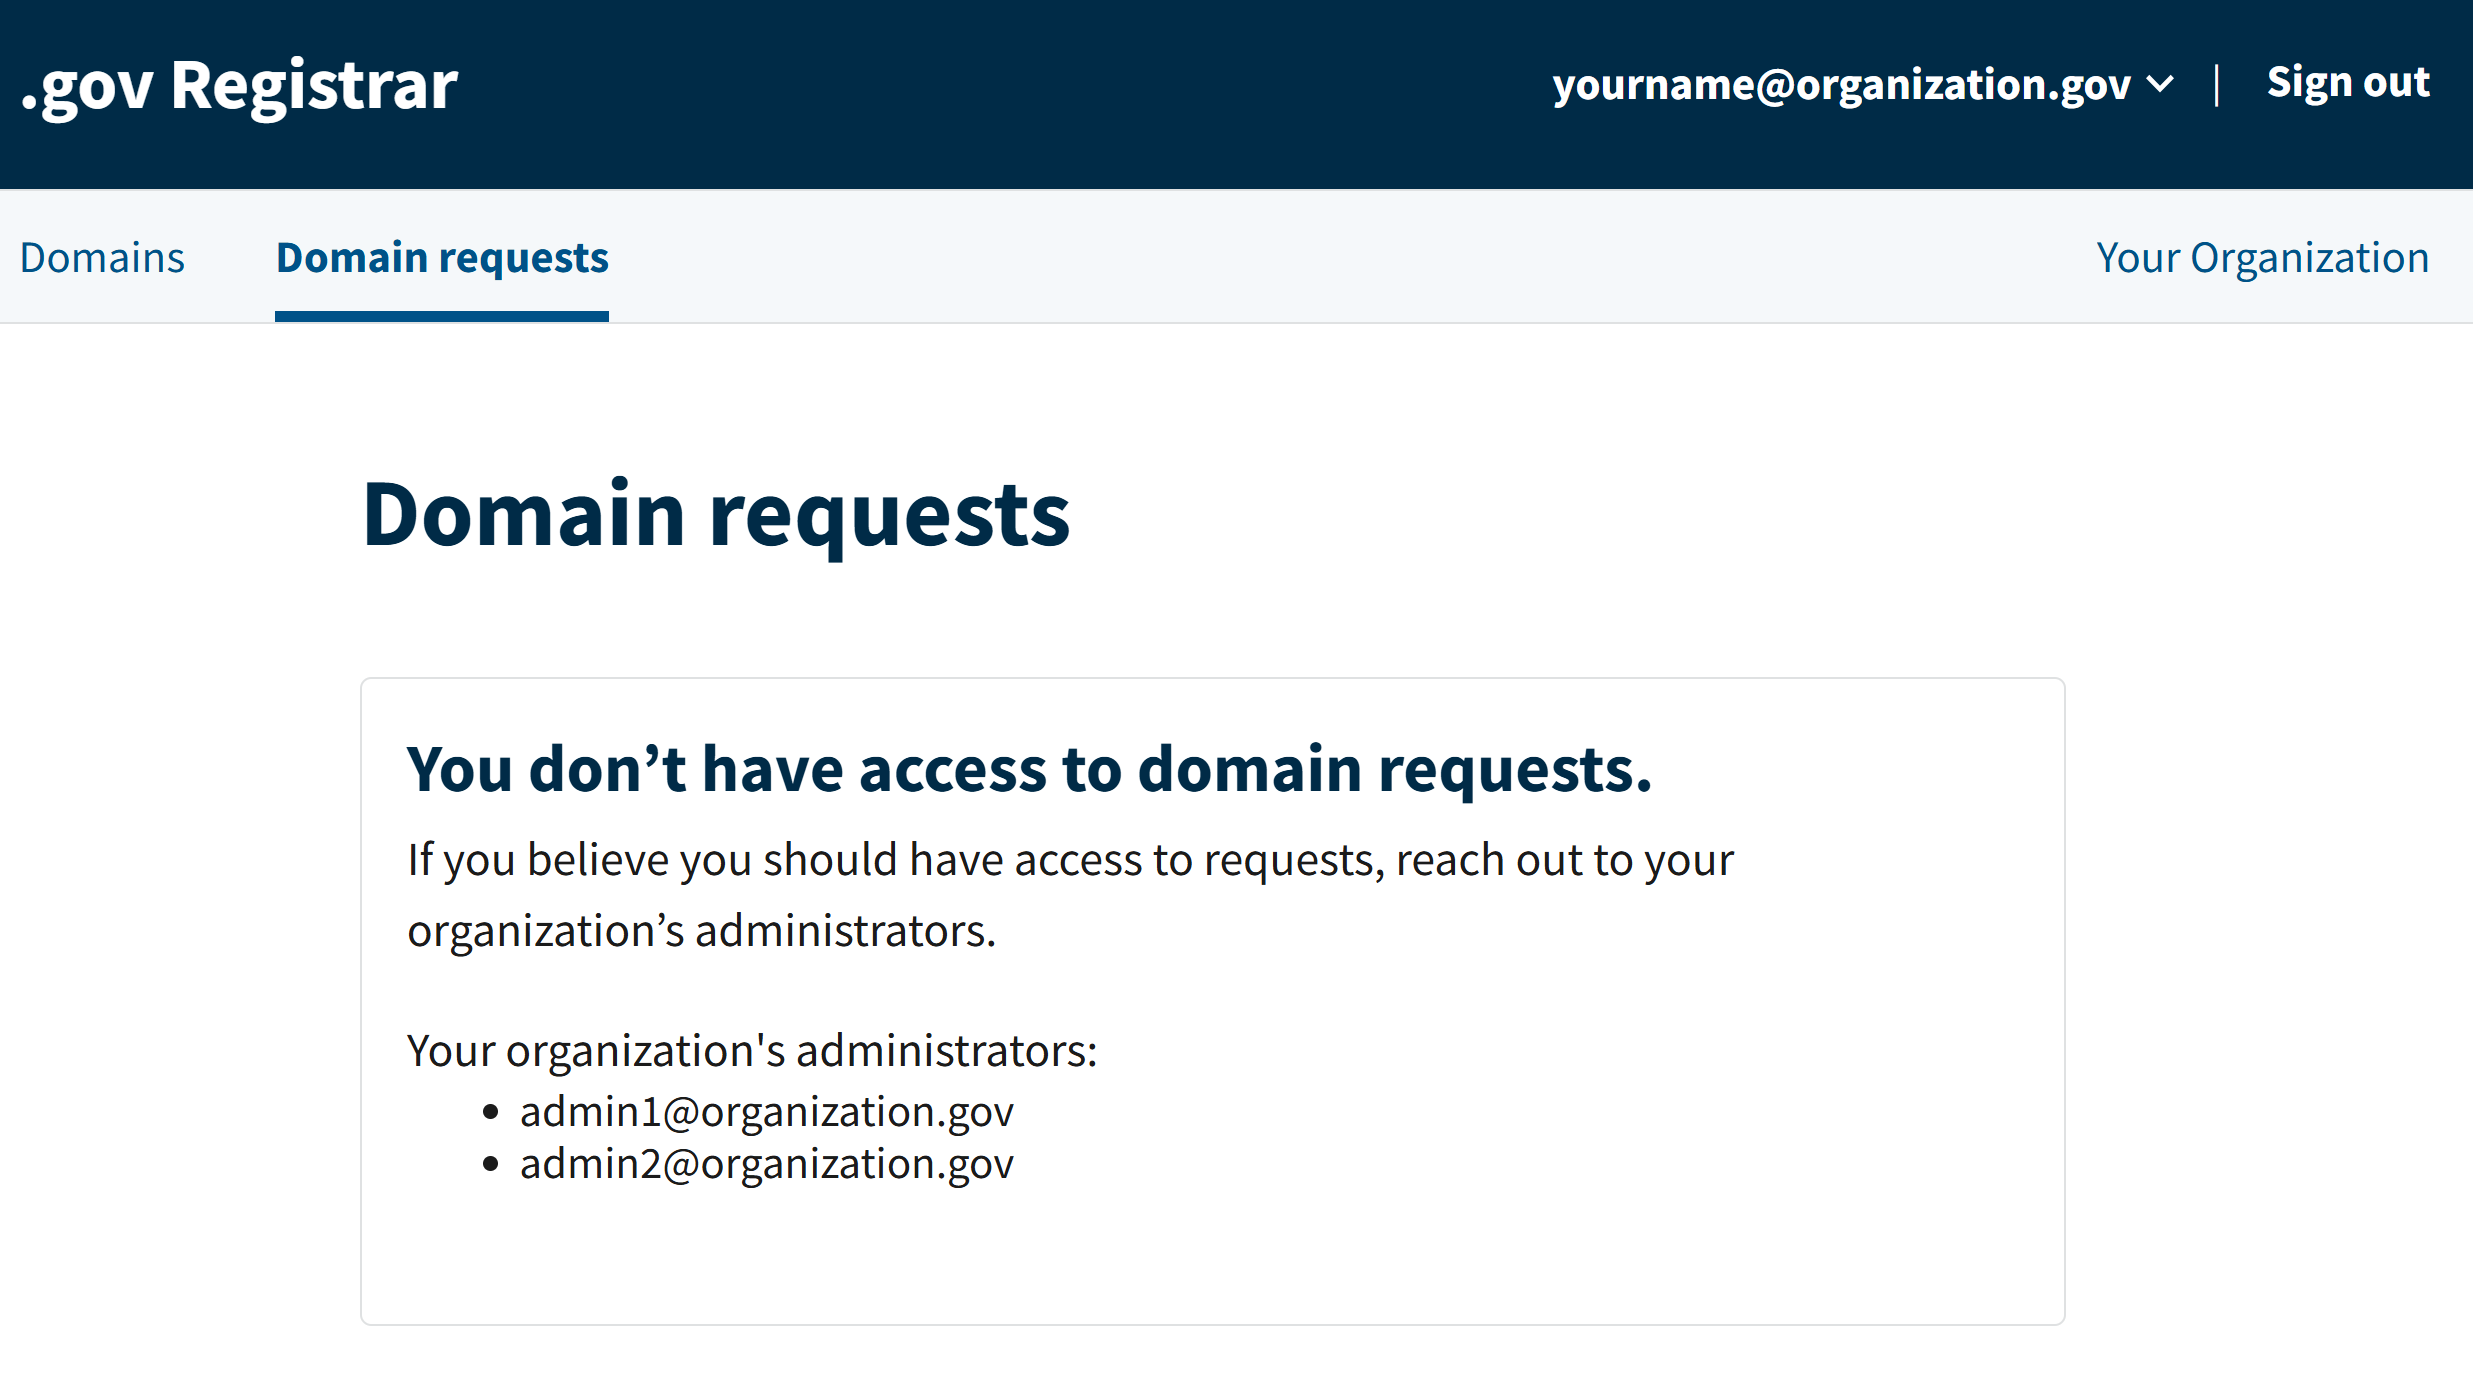 .gov Registrar
yourname@organization.gov | Sign out
Domains Domain requests Your Organization
Domain requests
You don’t have access to domain requests.
If you believe you should have access to requests, reach out to your
organization’s administrators.
Your organization's administrators:
• admin1@organization.gov
• admin2@organization.gov